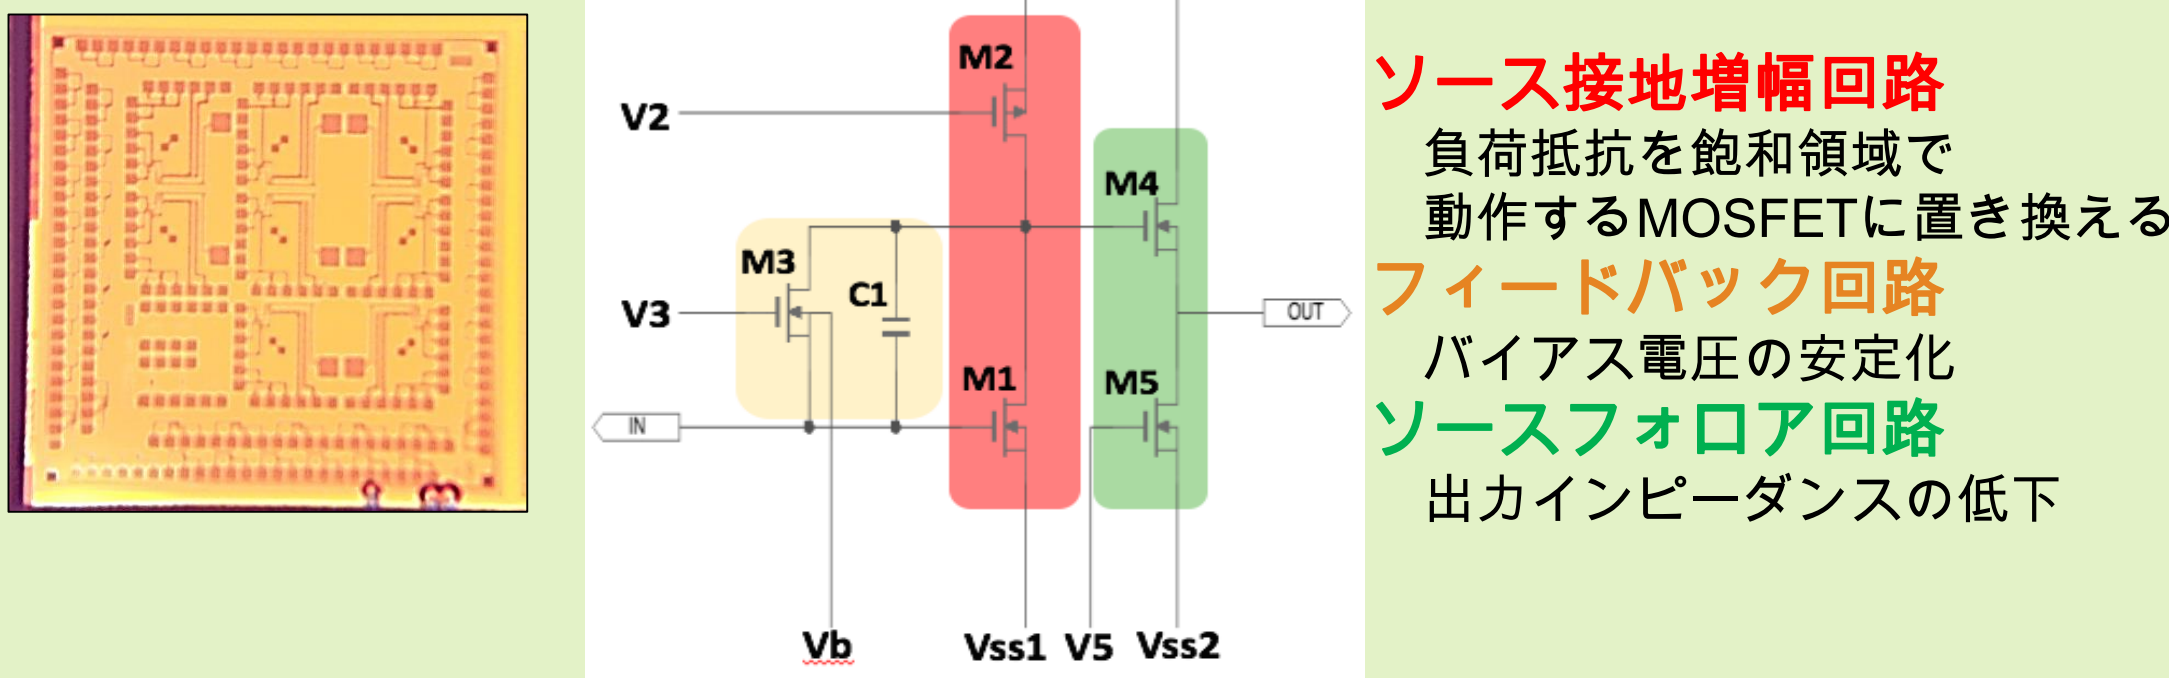 M2
V2
M4
M3
C1
V3
OUT
M1
M5
IN
Vb
Vss1
V5
Vss2
ソース接地増幅回路
負荷抵抗を飽和領域で
動作するMOSFETに置き換える
フィードバック回路
バイアス電圧の安定化
ソースフォロア回路
出力インピーダンスの低下